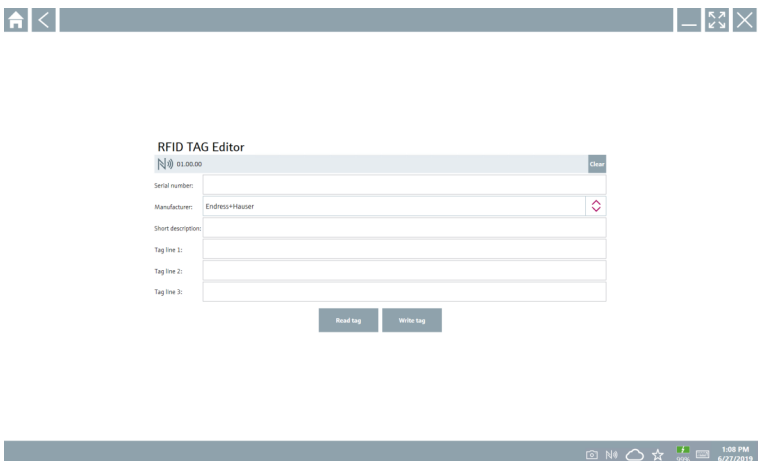 RFID TAG Editor
01.00.00 Clear
Serial number:
Manufacturer: Endress+Hauser
Short description:
Tag line 1:
Tag line 2:
Tag line 3:
Read tag Write tag
99% 1:08 PM
6/27/2019